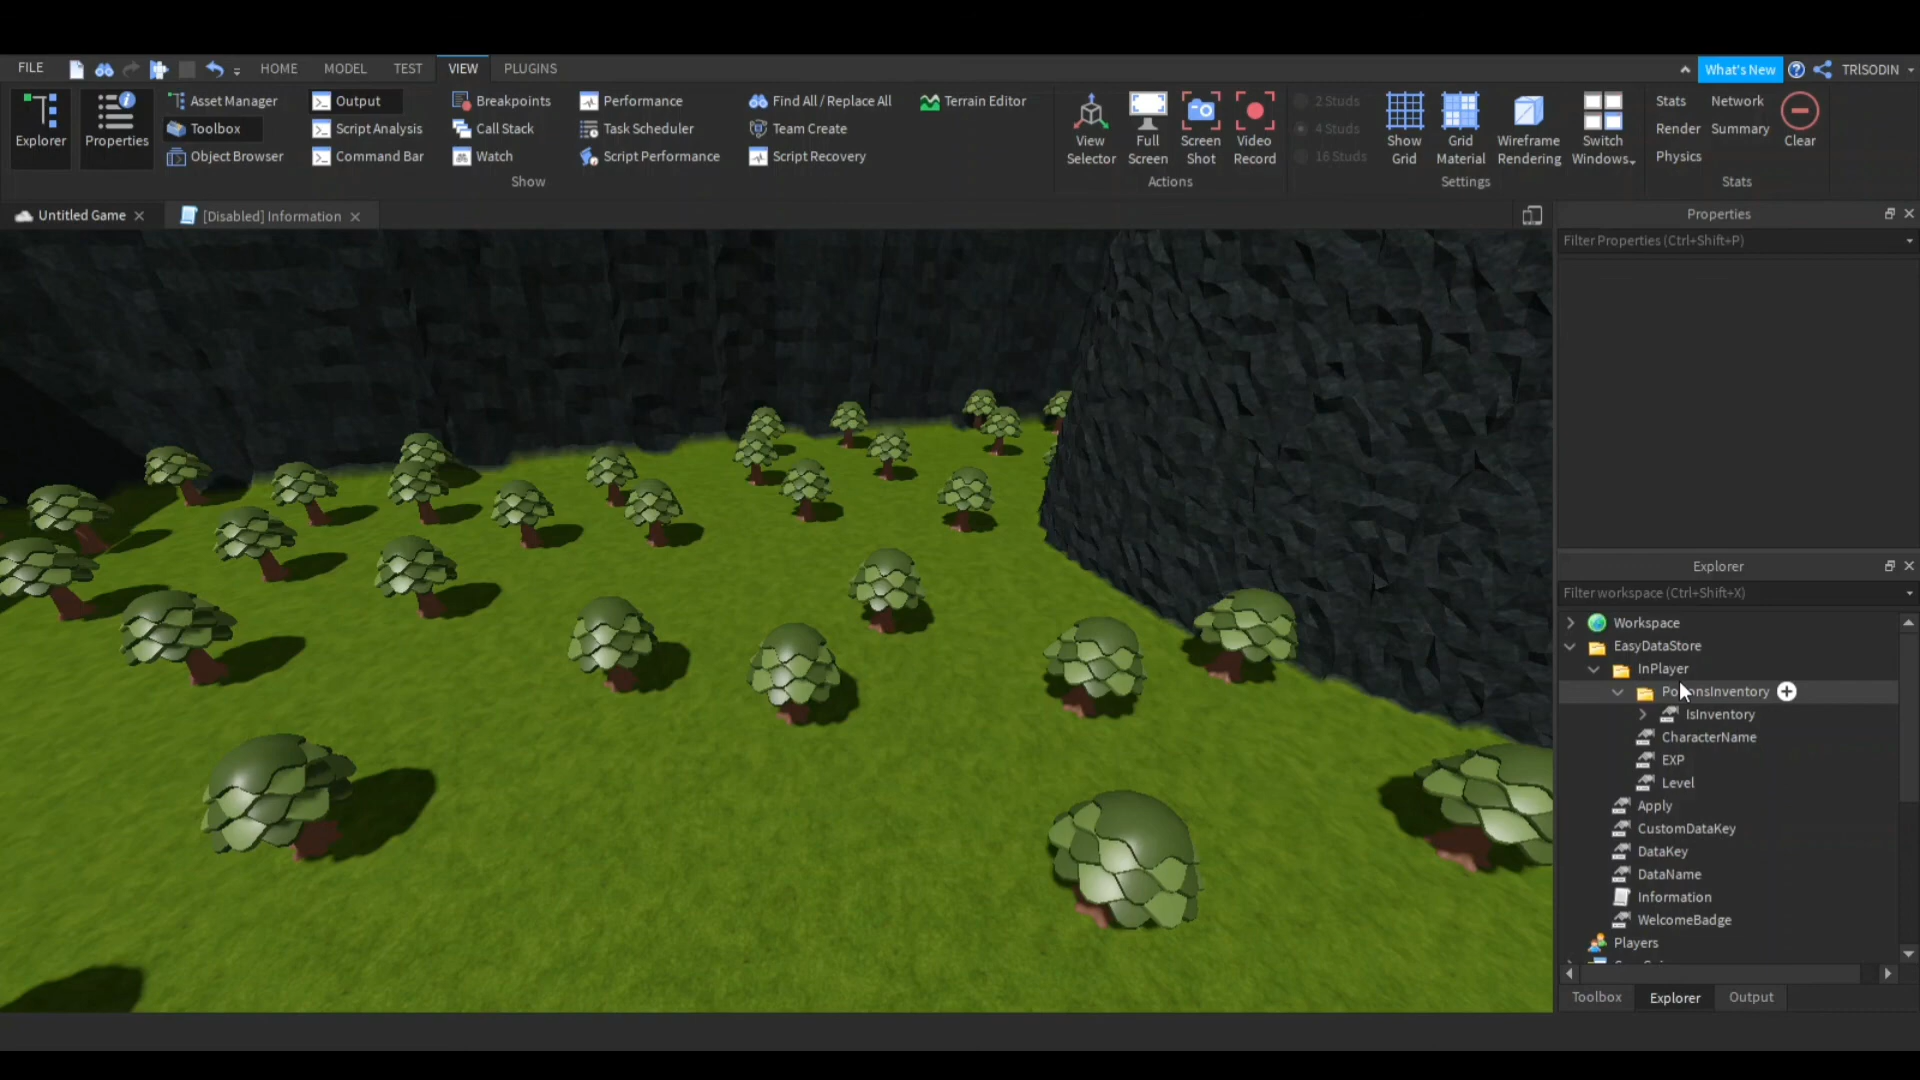 FILE HOME MODEL TEST VIEW PLUGINS What's New TRISODIN
Explorer
Properties
Asset Manager
Toolbox
Object Browser
Output
Script Analysis
Command Bar
Breakpoints
Call Stack
Watch
Performance
Task Scheduler
Script Performance
Find All / Replace All
Team Create
Script Recovery
Terrain Editor
Show
View
Selector
Full
Screen
Screen
Shot
Video
Record
Actions
2 Studs
4 Studs
16 Studs
Show
Grid
Grid
Material
Wireframe
Rendering
Switch
Windows
Settings
Stats
Render
Physics
Network
Summary
Clear
Stats
Untitled Game
[Disabled] Information
Properties
Filter Properties (Ctrl+Shift+P)
Explorer
Filter workspace (Ctrl+Shift+X)
Workspace
EasyDataStore
InPlayer
IsInventory
CharacterName
EXP
Level
Apply
CustomDataKey
DataKey
DataName
Information
WelcomeBadge
Players
Toolbox Explorer Output